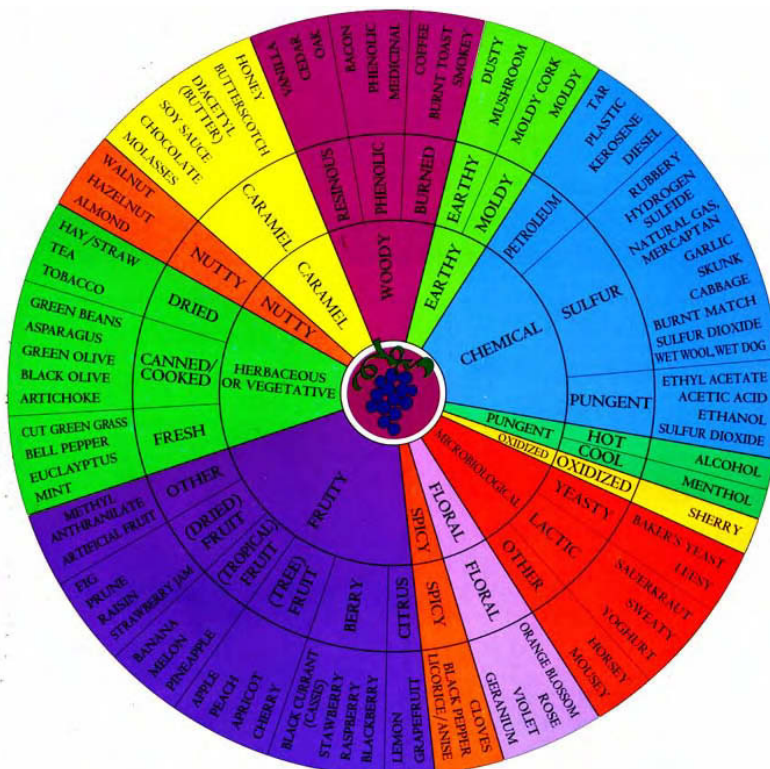 WOODY
RESINOUS
VANILLA
CEDAR
OAK
PHENOLIC
BACON
PHENOLIC
MEDICINAL
BURNED
COFFEE
BURNT TOAST
SMOKEY
EARTHY
EARTHY
DUSTY
MUSHROOM
MOLDY
MOLDY CORK
MOLDY
CHEMICAL
PETROLEUM
TAR
PLASTIC
KEROSENE
DIESEL
SULFUR
RUBBERY
HYDROGEN
SULFIDE
NATURAL GAS,
MERCAPTAN
GARLIC
SKUNK
CABBAGE
BURNT MATCH
SULFUR DIOXIDE
WET WOOL, WET DOG
PUNGENT
ETHYL ACETATE
ACETIC ACID
ETHANOL
SULFUR DIOXIDE
PUNGENT
HOT
ALCOHOL
COOL
MENTHOL
OXIDIZED
OXIDIZED
SHERRY
MICROBIOLOGICAL
YEASTY
BAKER'S YEAST
LEESY
LACTIC
SAUERKRAUT
SWEATY
YOGHURT
OTHER
HORSEY
MOUSEY
FLORAL
FLORAL
ORANGE BLOSSOM
ROSE
VIOLET
GERANIUM
SPICY
SPICY
CLOVES
BLACK PEPPER
LICORICE/ANISE
FRUITY
CITRUS
GRAPEFRUIT
LEMON
BERRY
BLACKBERRY
RASPBERRY
STAWBERRY
BLACK CURRANT
(CASSIS)
(TREE)
FRUIT
CHERRY
APRICOT
PEACH
APPLE
(TROPICAL)
FRUIT
PINEAPPLE
MELON
BANANA
(DRIED)
FRUIT
STRAWBERRY JAM
RAISIN
PRUNE
FIG
OTHER
ARTIFICIAL FRUIT
METHYL
ANTHRANILATE
HERBACEOUS
OR VEGETATIVE
FRESH
CUT GREEN GRASS
BELL PEPPER
EUCLAYPTUS
MINT
CANNED/
COOKED
GREEN BEANS
ASPARAGUS
GREEN OLIVE
BLACK OLIVE
ARTICHOKE
DRIED
HAY/STRAW
TEA
TOBACCO
NUTTY
NUTTY
WALNUT
HAZELNUT
ALMOND
CARAMEL
CARAMEL
HONEY
BUTTERSCOTCH
DIACETYL
(BUTTER)
SOY SAUCE
CHOCOLATE
MOLASSES